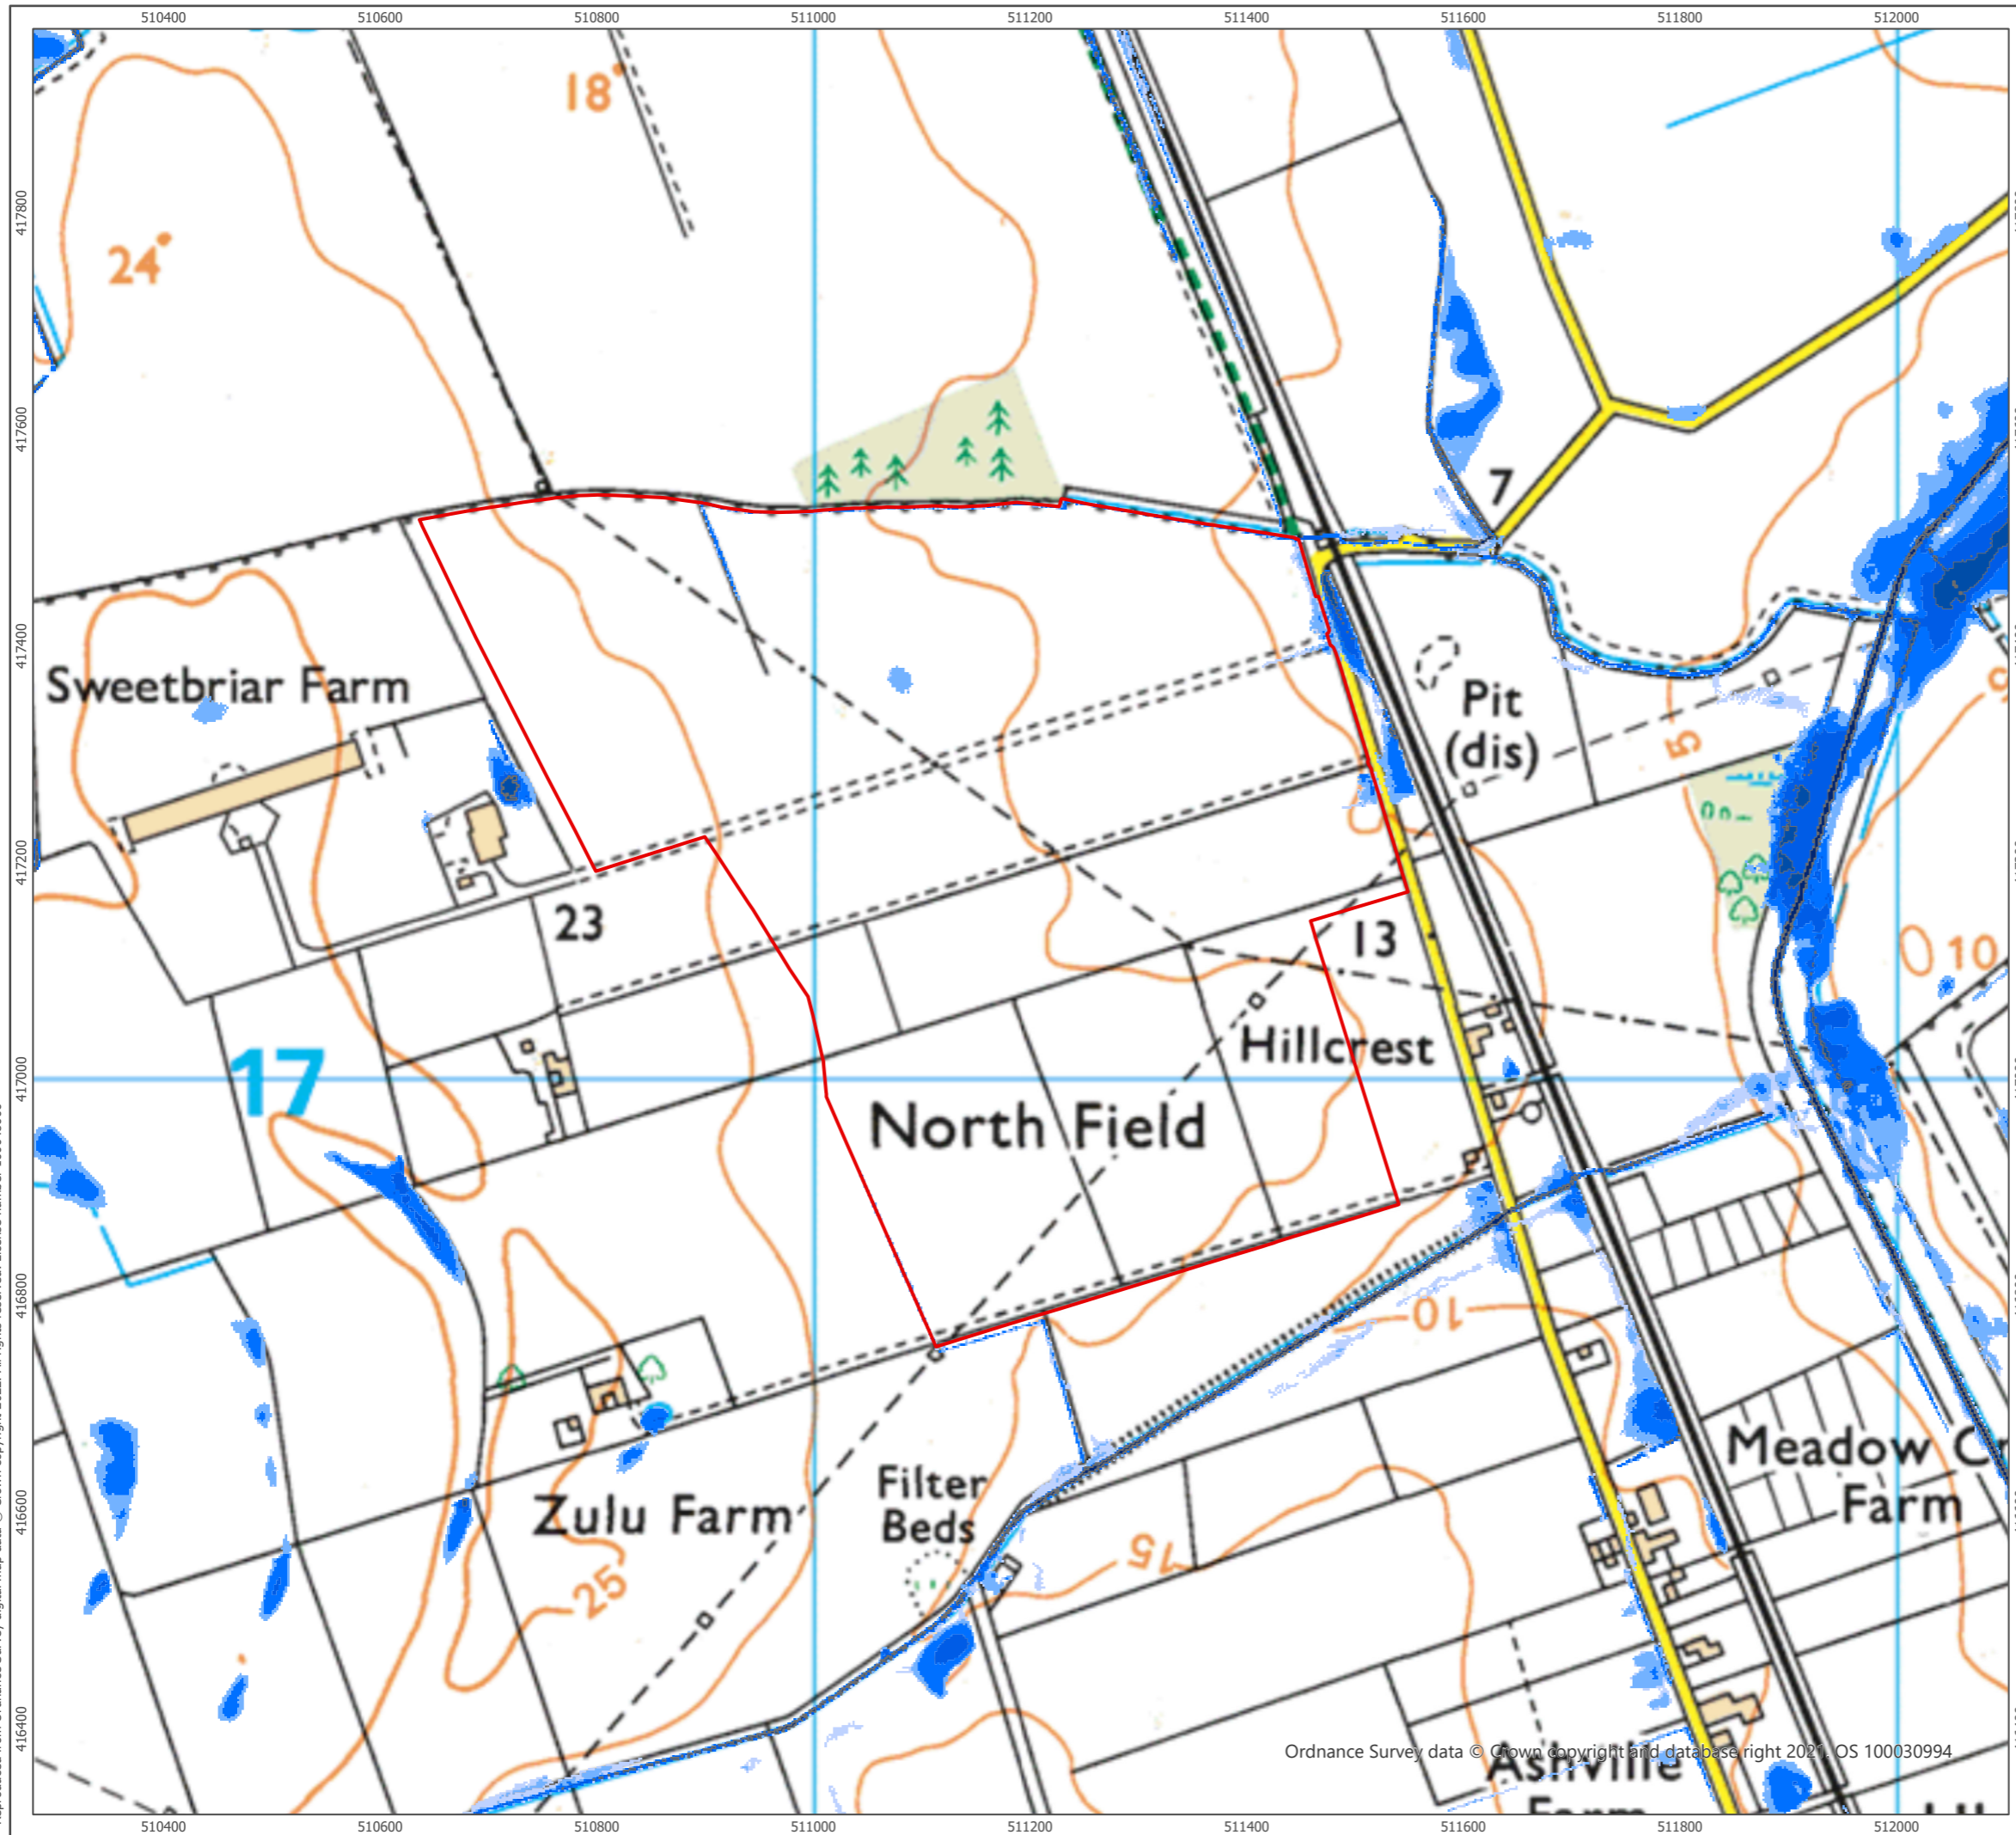 510400 510600 510800 511000 511200 511400 511600 511800 512000
18
24
417800
417600
7
417400
Sweetbriar Farm
Pit
(dis)
5
417200
23
13
10
Hillcrest
417000
17
North Field
416800
10
Meadow
Filter
Beds
Farm
416600
Zulu Farm
15
25
416400
Ordnance Survey data © Crown copyright and database right 2021. OS 100030994
Ashville
Farm
510400 510600 510800 511000 511200 511400 511600 511800 512000